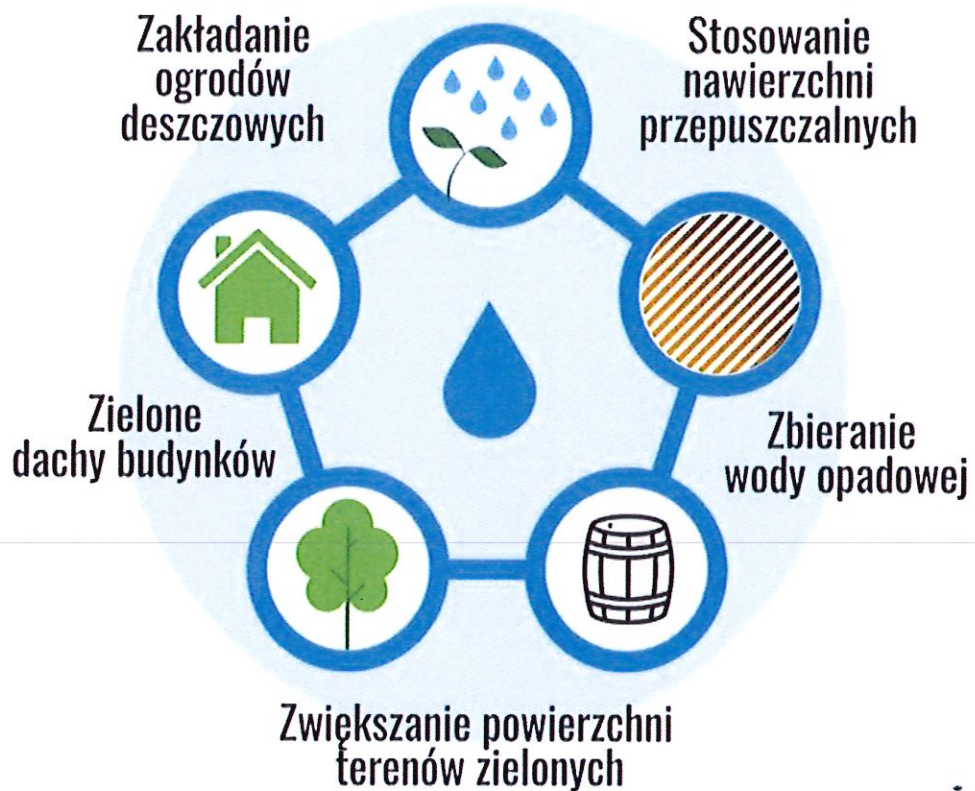 Zakładanie
ogrodów
deszczowych
Stosowanie
nawierzchni
przepuszczalnych
Zielone
dachy budynków
Zbieranie
wody opadowej
Zwiększanie powierzchni
terenów zielonych